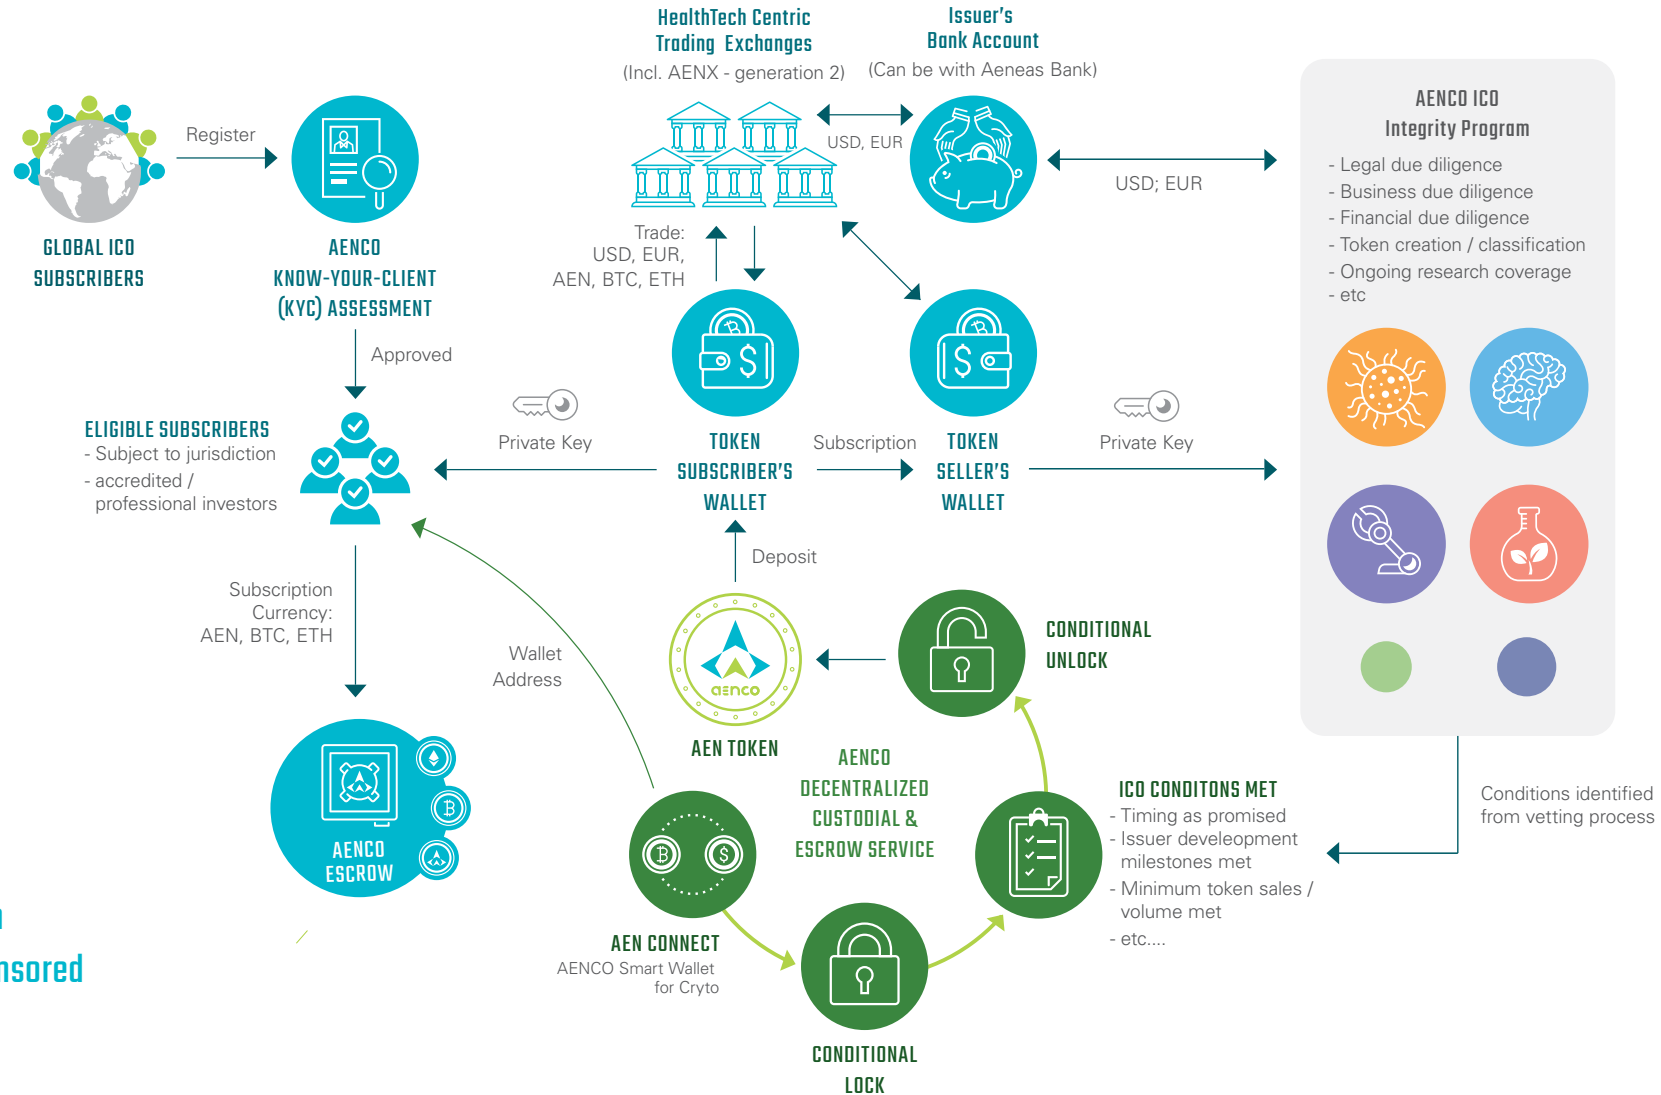 HealthTech Centric
Trading Exchanges
(Incl. AENX - generation 2)
Issuer's
Bank Account
(Can be with Aeneas Bank)
Register
USD, EUR
USD; EUR
GLOBAL ICO
SUBSCRIBERS
AENCO
KNOW-YOUR-CLIENT
(KYC) ASSESSMENT
Trade:
USD, EUR,
AEN, BTC, ETH
AENCO ICO
Integrity Program
- Legal due diligence
- Business due diligence
- Financial due diligence
- Token creation / classification
- Ongoing research coverage
- etc
Approved
ELIGIBLE SUBSCRIBERS
- Subject to jurisdiction
- accredited /
professional investors
Private Key
TOKEN
SUBSCRIBER'S
WALLET
Subscription
TOKEN
SELLER'S
WALLET
Private Key
Deposit
Subscription
Currency:
AEN, BTC, ETH
Wallet
Address
aenco
AEN TOKEN
CONDITIONAL
UNLOCK
AENCO
DECENTRALIZED
CUSTODIAL &
ESCROW SERVICE
ICO CONDITONS MET
- Timing as promised
- Issuer develeopment
milestones met
- Minimum token sales /
volume met
- etc....
Conditions identified
from vetting process
AENCO
ESCROW
AEN CONNECT
AENCO Smart Wallet
for Cryto
CONDITIONAL
LOCK
nsored